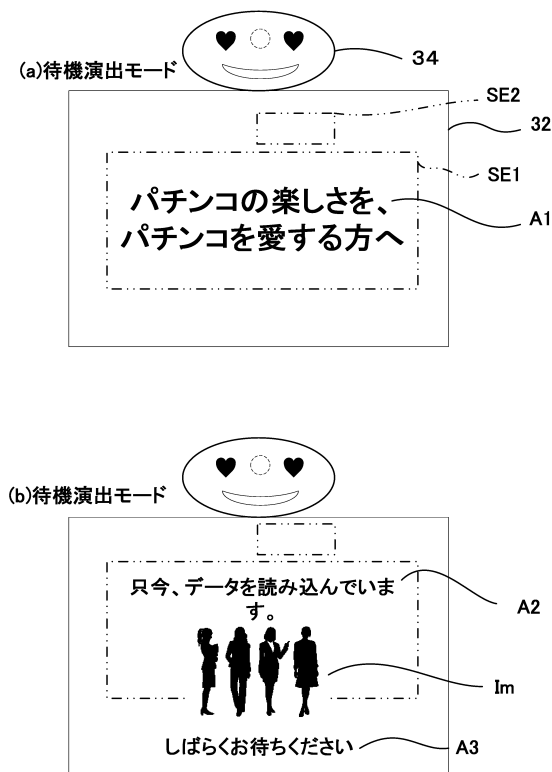 (a)待機演出モード
34
SE2
32
SE1
パチンコの楽しさを、
パチンコを愛する方へ
A1
(b)待機演出モード
只今、データを読み込んでいま
す。
A2
Im
しばらくお待ちください
A3